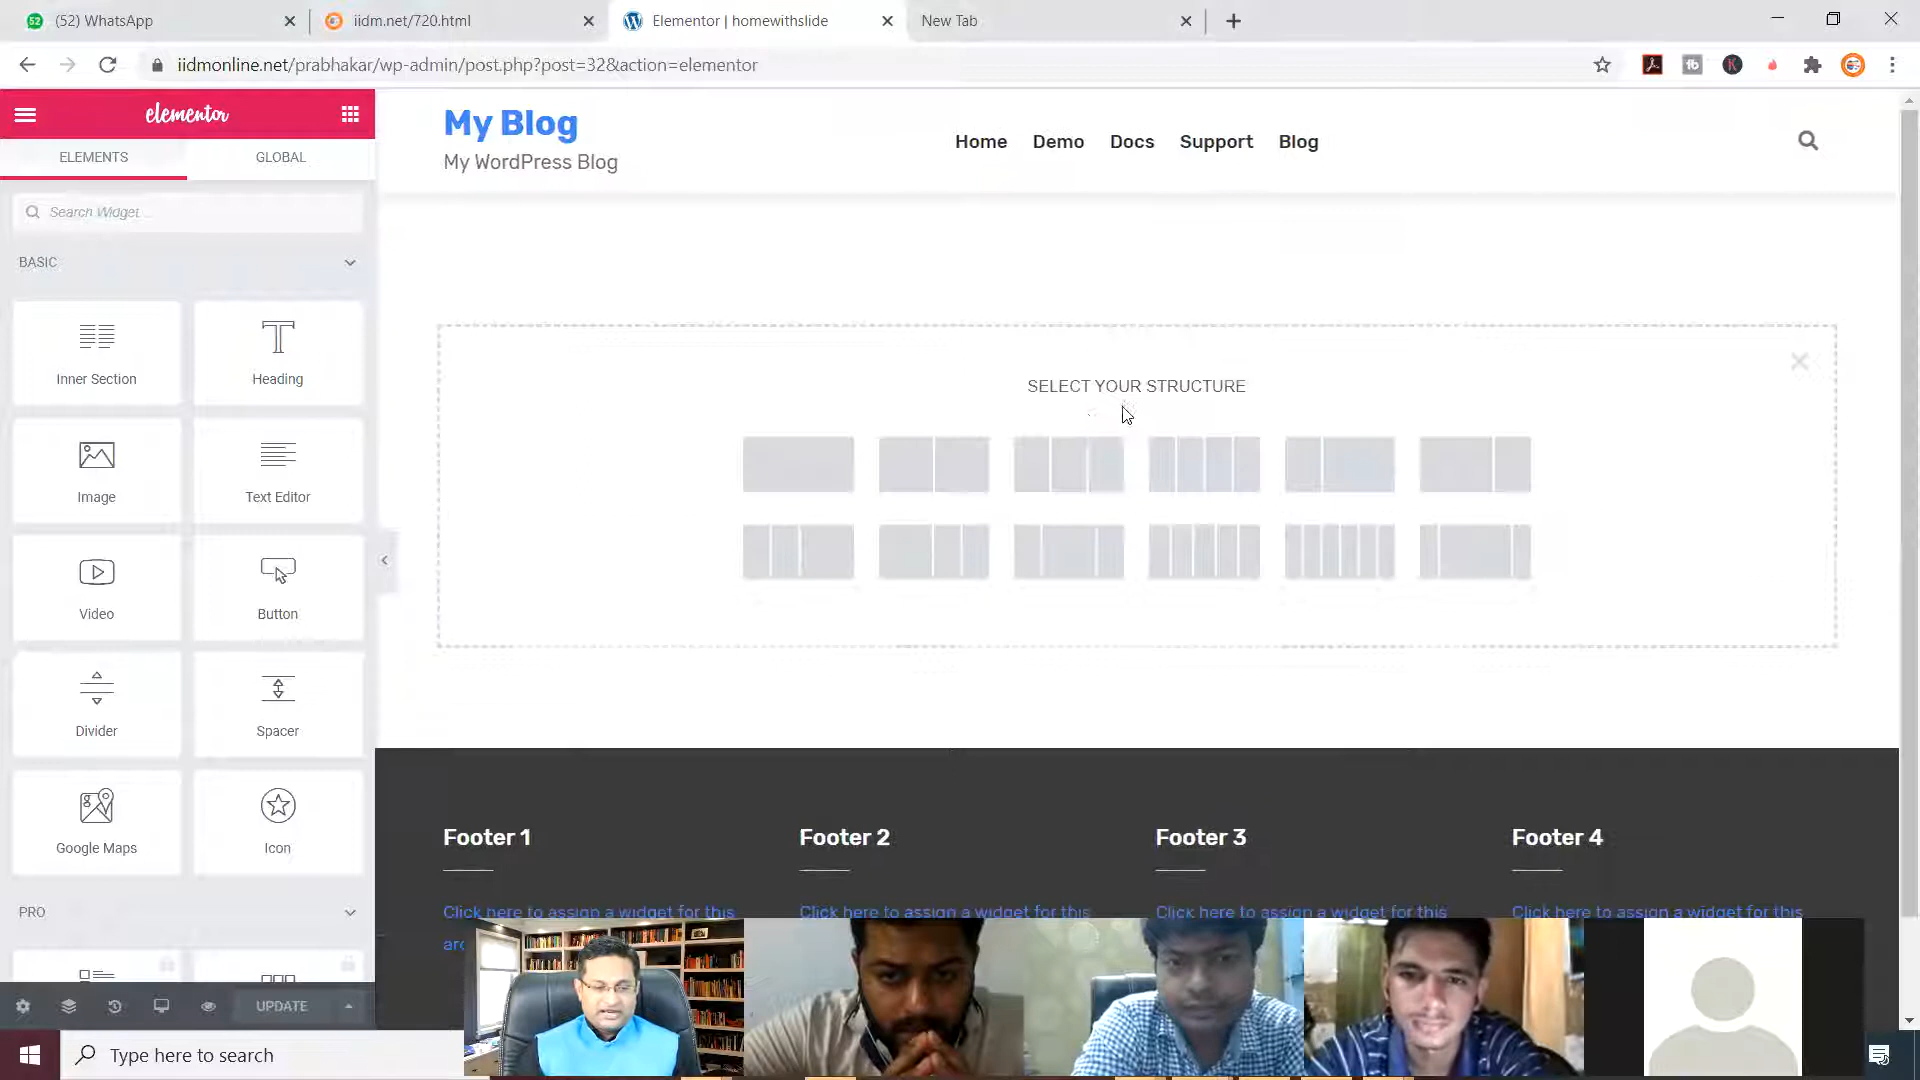 52
(52) WhatsApp
iidm.net/720.html
Elementor | homewithslide
New Tab
iidmonline.net/prabhakar/wp-admin/post.php?post=32&action=elementor
elementor
ELEMENTS
GLOBAL
Search Widget...
BASIC
Inner Section
Heading
Image
Text Editor
Video
Button
Divider
Spacer
Google Maps
Icon
PRO
UPDATE
My Blog
My WordPress Blog
Home
Demo
Docs
Support
Blog
SELECT YOUR STRUCTURE
Footer 1
Footer 2
Footer 3
Footer 4
Click here to assign a widget for this
Click here to assign a widget for this
Click here to assign a widget for this
Click here to assign a widget for this
Type here to search